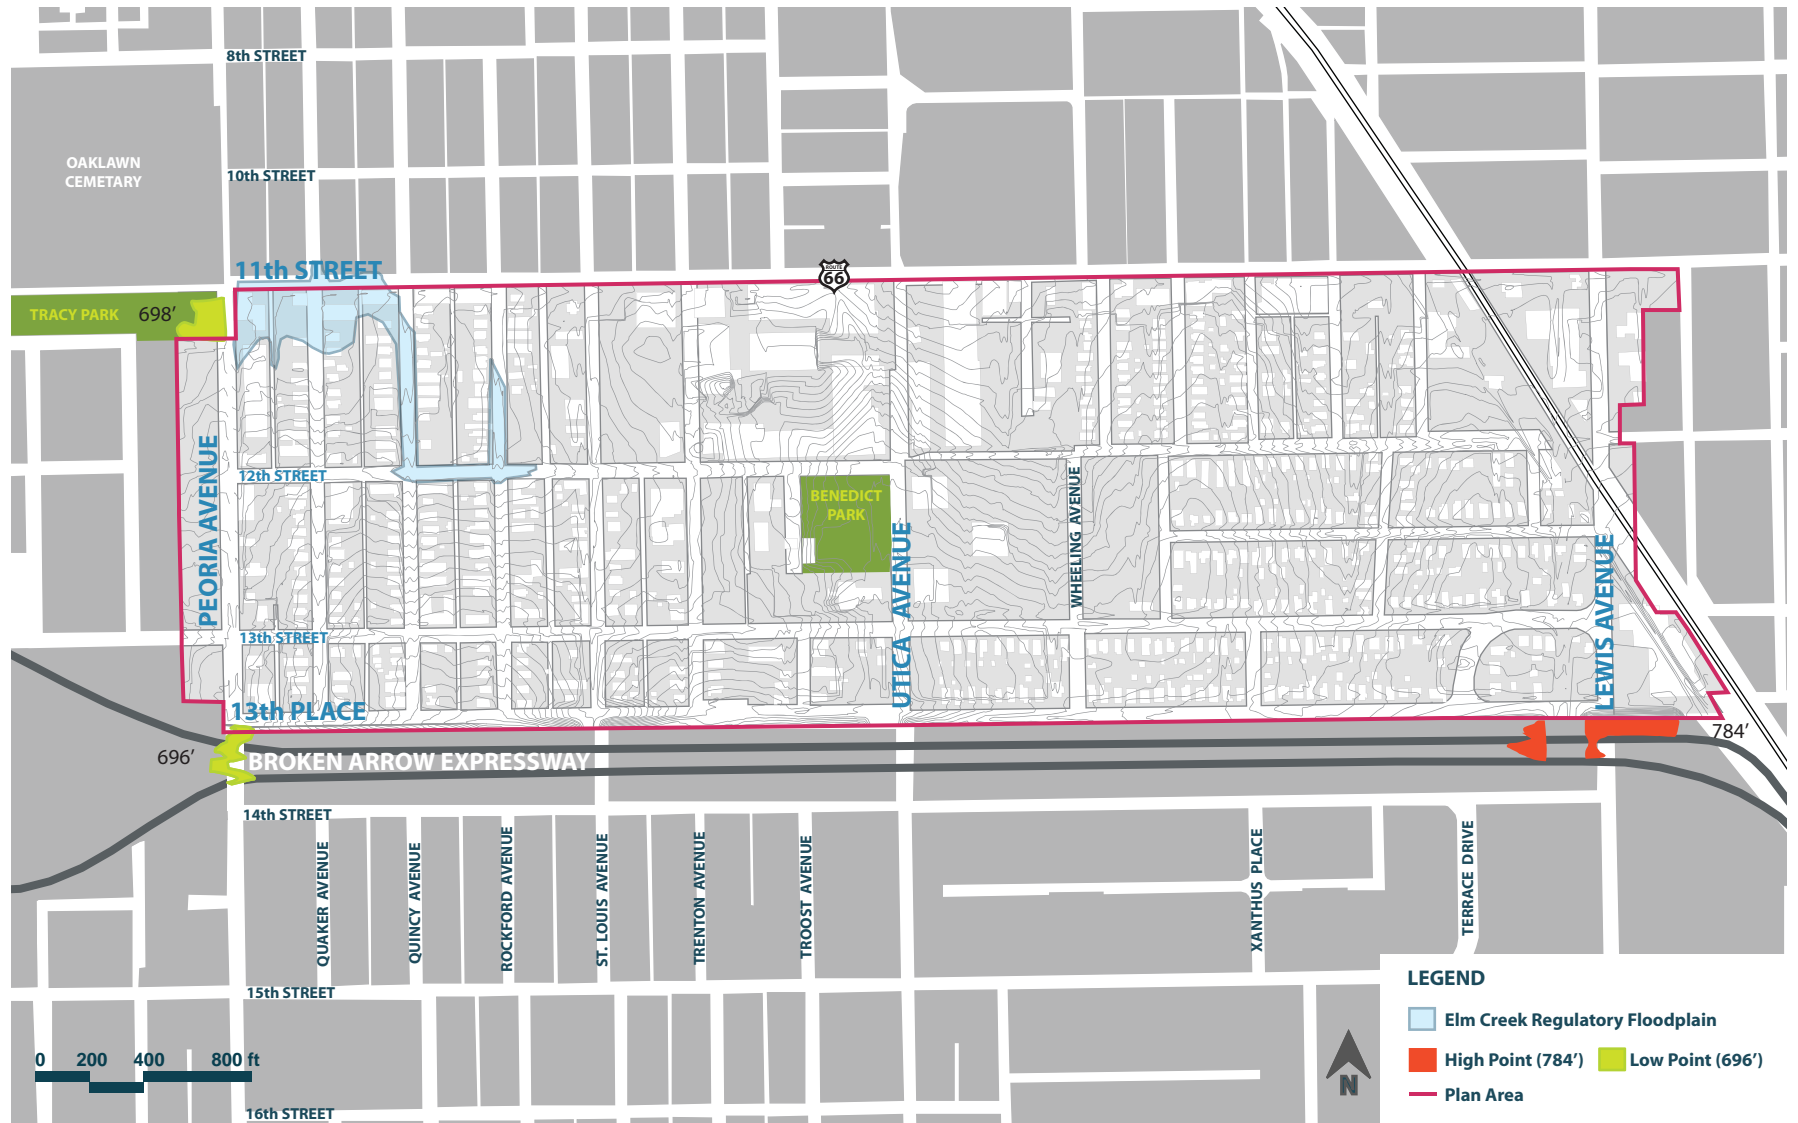 8th STREET
OAKLAWN
CEMETARY
10th STREET
11th STREET
ROUTE
66
TRACY PARK
698’
PEORIA AVENUE
12th STREET
BENEDICT
PARK
UTICA AVENUE
WHEELING AVENUE
LEWIS AVENUE
13th STREET
13th PLACE
784’
696’
BROKEN ARROW EXPRESSWAY
14th STREET
QUAKER AVENUE
QUINCY AVENUE
ROCKFORD AVENUE
ST. LOUIS AVENUE
TRENTON AVENUE
TROOST AVENUE
XANTHUS PLACE
TERRACE DRIVE
15th STREET
LEGEND
Elm Creek Regulatory Floodplain
High Point (784’)
Low Point (696’)
Plan Area
N
0 200 400 800 ft
16th STREET